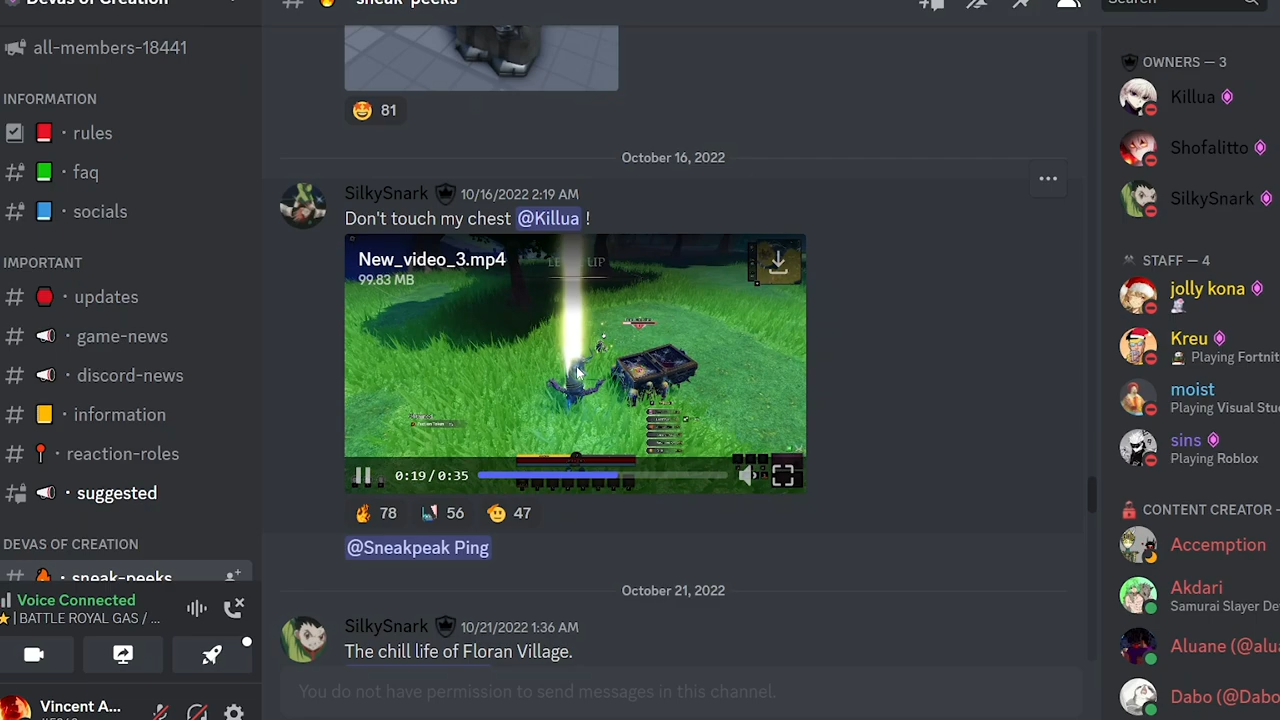 Devas of Creation
sneak-peeks
Search
all-members-18441
INFORMATION
· rules
· faq
· socials
IMPORTANT
· updates
· game-news
· discord-news
· information
· reaction-roles
· suggested
DEVAS OF CREATION
· sneak-peeks
Voice Connected
| BATTLE ROYAL GAS / ...
Vincent A...
81
October 16, 2022
SilkySnark 10/16/2022 2:19 AM
Don't touch my chest @Killua !
New_video_3.mp4
99.83 MB
0:19/0:35
78 56 47
@Sneakpeak Ping
October 21, 2022
SilkySnark 10/21/2022 1:36 AM
The chill life of Floran Village.
You do not have permission to send messages in this channel.
OWNERS — 3
Killua
Shofalitto
SilkySnark
STAFF — 4
jolly kona
Kreu
Playing Fortnit
moist
Playing Visual Stu
sins
Playing Roblox
CONTENT CREATOR –
Accemption
Akdari
Samurai Slayer De
Aluane (@alua
Dabo (@Dabo